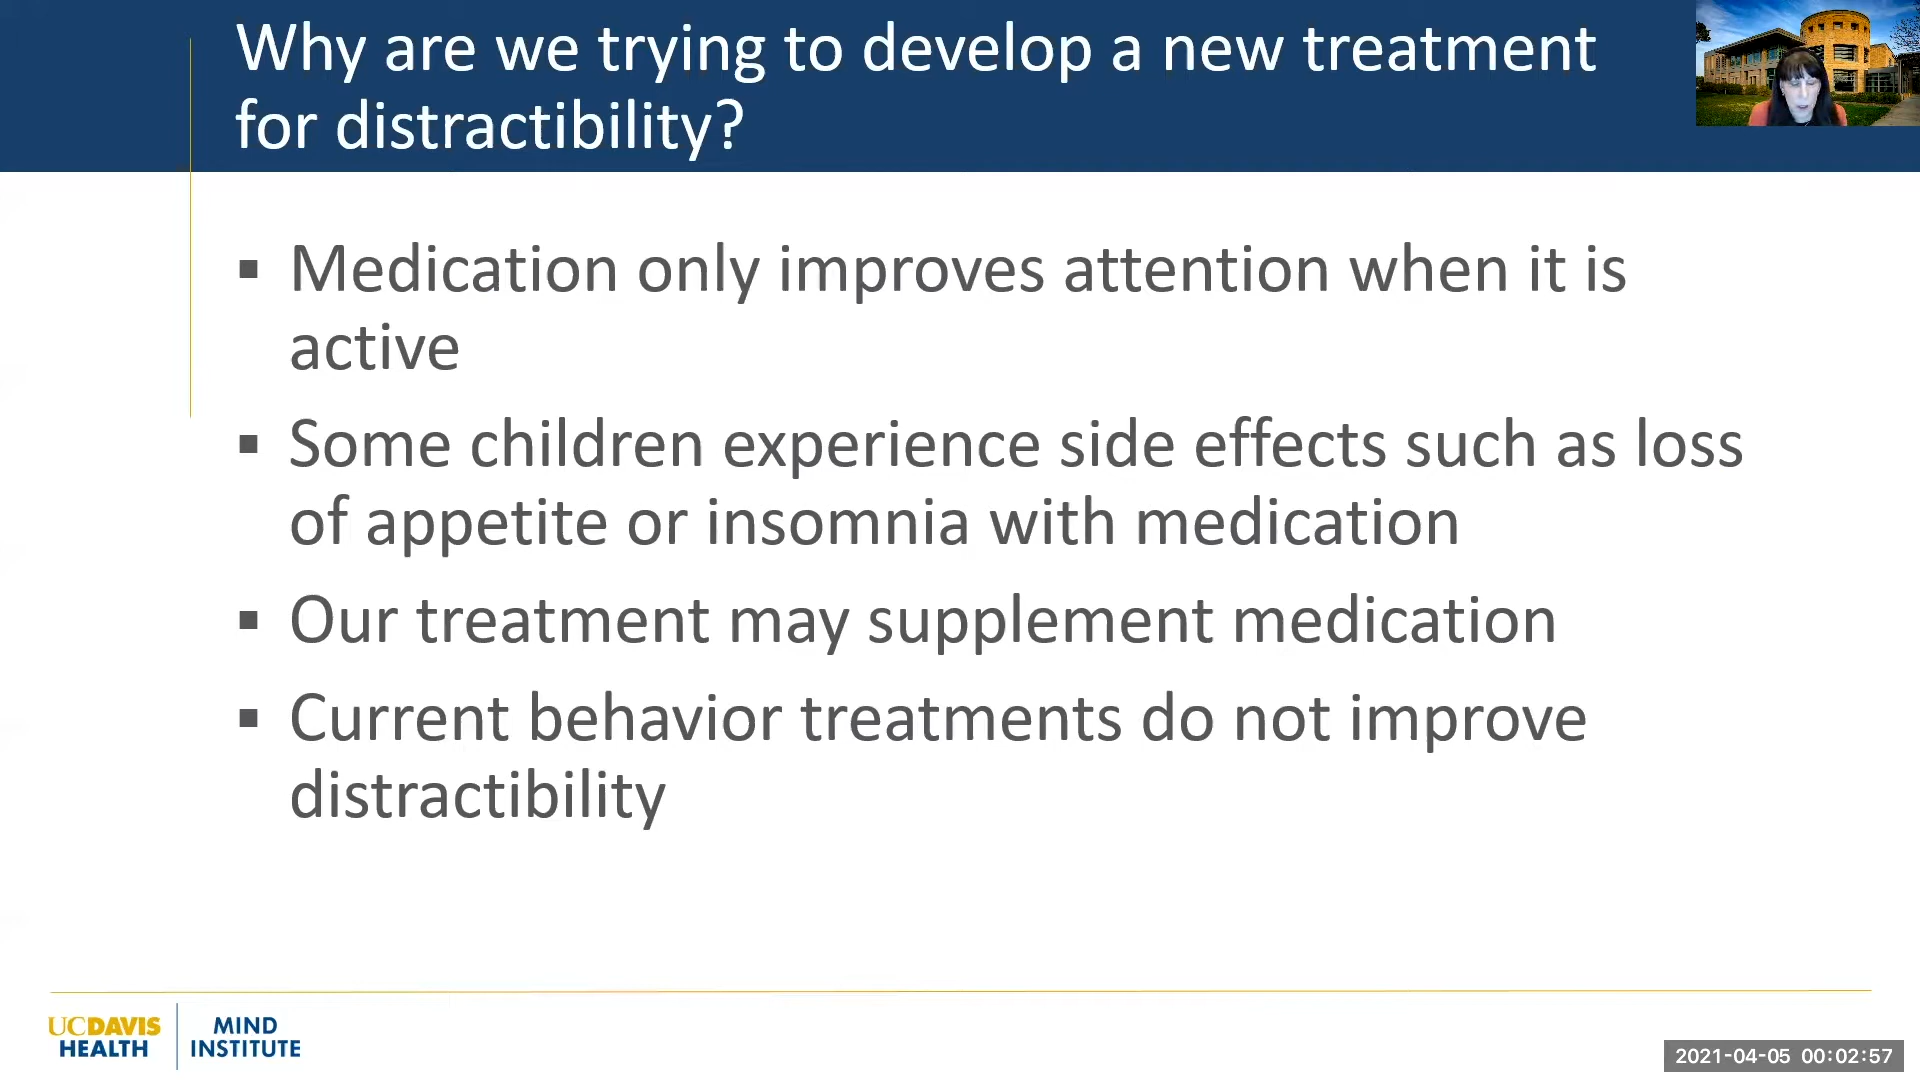 Why are we trying to develop a new treatment
for distractibility?
▪ Medication only improves attention when it is
active
▪ Some children experience side effects such as loss
of appetite or insomnia with medication
▪ Our treatment may supplement medication
▪ Current behavior treatments do not improve
distractibility
UCDAVIS
HEALTH
MIND
INSTITUTE
2021-04-05 00:02:57